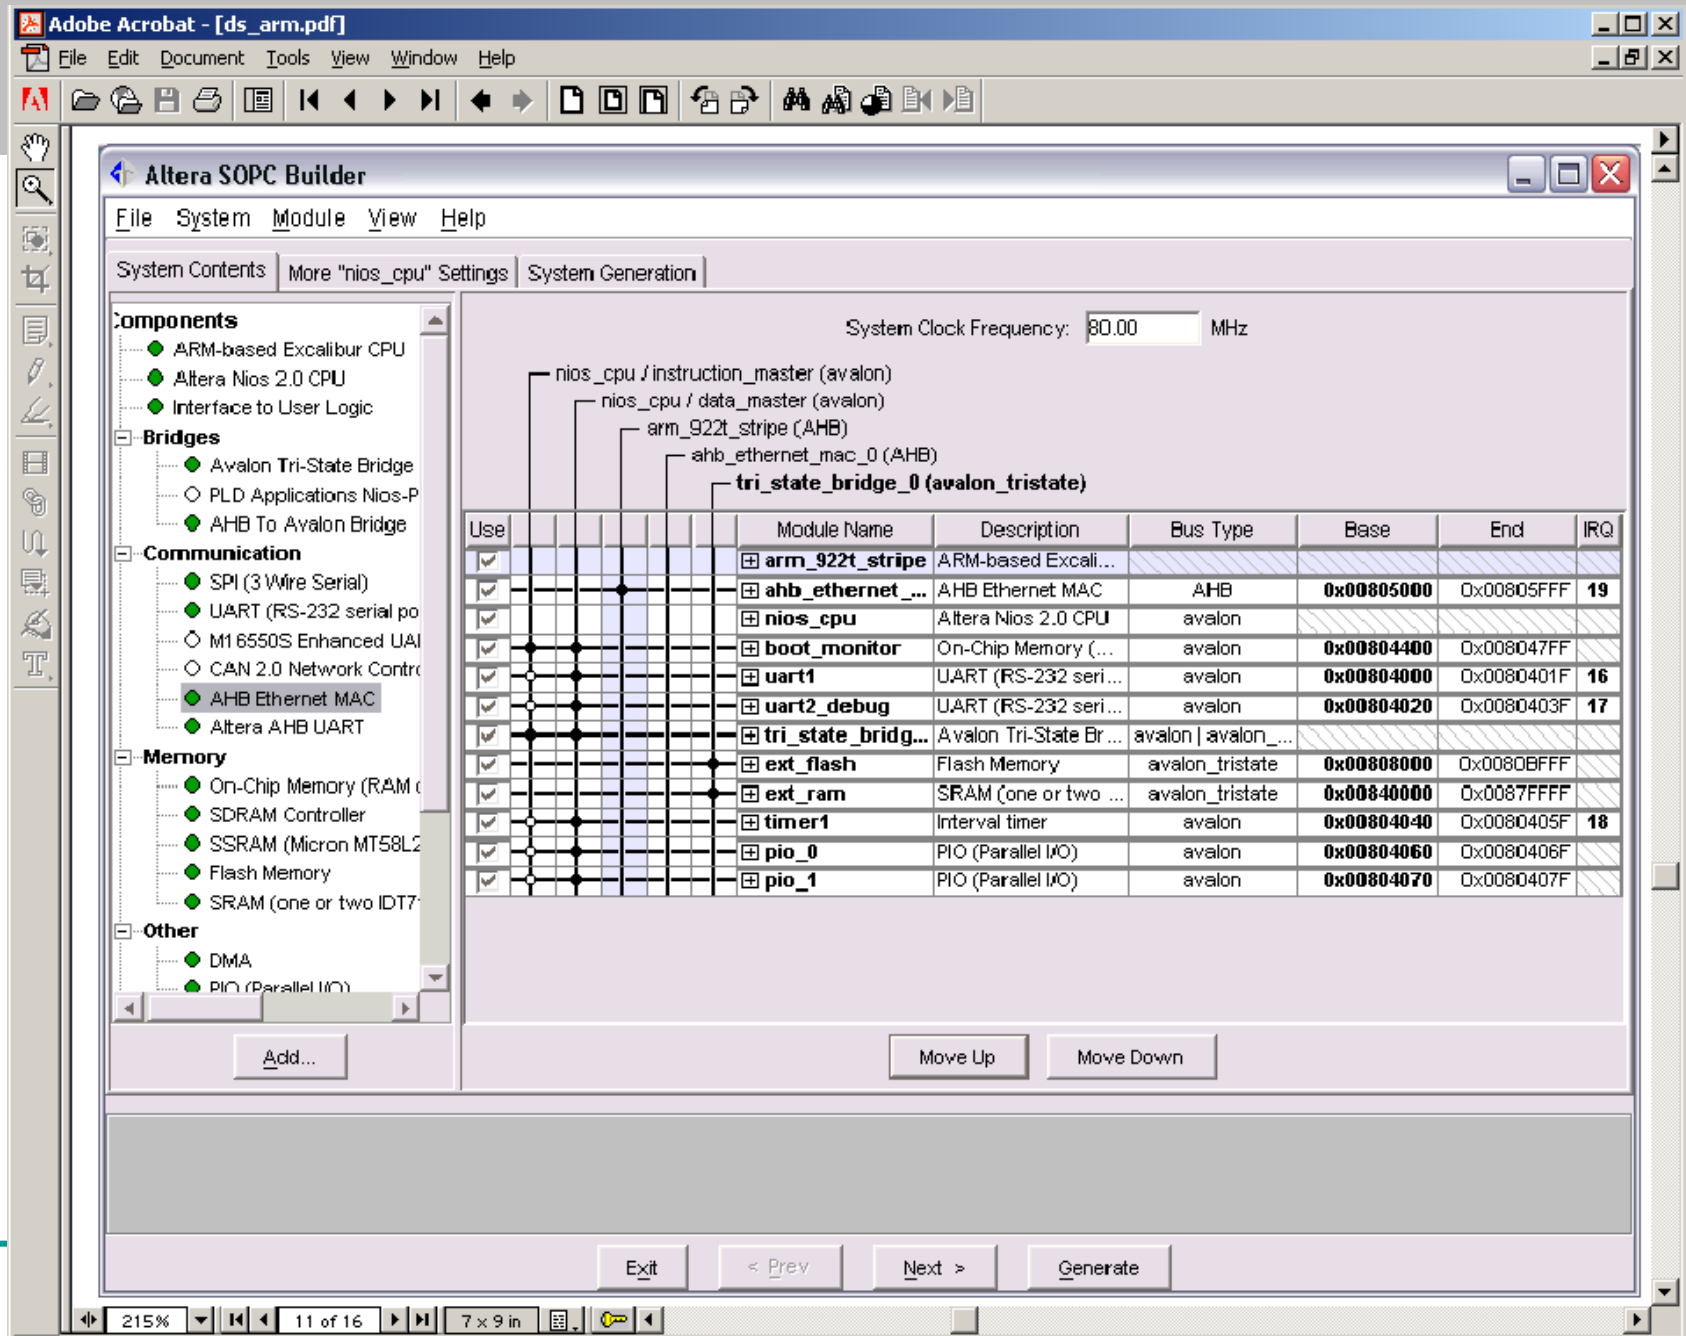 Adobe Acrobat - [ds_arm.pdf]
File Edit Document Tools View Window Help
Altera SOPC Builder
File System Module View Help
System Contents More "nios_cpu" Settings System Generation
Components
ARM-based Excalibur CPU
Altera Nios 2.0 CPU
Interface to User Logic
Bridges
Avalon Tri-State Bridge
PLD Applications Nios-P
AHB To Avalon Bridge
Communication
SPI (3 Wire Serial)
UART (RS-232 serial po
M16550S Enhanced UAI
CAN 2.0 Network Contro
AHB Ethernet MAC
Altera AHB UART
Memory
On-Chip Memory (RAM o
SDRAM Controller
SSRAM (Micron MT58L2
Flash Memory
SRAM (one or two IDT7
Other
DMA
PIO (Parallel I/O)
Add...
System Clock Frequency: 80.00 MHz
nios_cpu / instruction_master (avalon)
nios_cpu / data_master (avalon)
arm_922t_stripe (AHB)
ahb_ethernet_mac_0 (AHB)
tri_state_bridge_0 (avalon_tristate)
Use Module Name Description Bus Type Base End IRQ
arm_922t_stripe ARM-based Excali...
ahb_ethernet_... AHB Ethernet MAC AHB 0x00805000 0x00805FFF 19
nios_cpu Altera Nios 2.0 CPU avalon
boot_monitor On-Chip Memory (... avalon 0x00804400 0x008047FF
uart1 UART (RS-232 seri... avalon 0x00804000 0x0080401F 16
uart2_debug UART (RS-232 seri... avalon 0x00804020 0x0080403F 17
tri_state_bridg... Avalon Tri-State Br... avalon | avalon_...
ext_flash Flash Memory avalon_tristate 0x00808000 0x0080BFFF
ext_ram SRAM (one or two ... avalon_tristate 0x00840000 0x0087FFFF
timer1 Interval timer avalon 0x00804040 0x0080405F 18
pio_0 PIO (Parallel I/O) avalon 0x00804060 0x0080406F
pio_1 PIO (Parallel I/O) avalon 0x00804070 0x0080407F
Move Up Move Down
Exit < Prev Next > Generate
215% 11 of 16 7 x 9 in